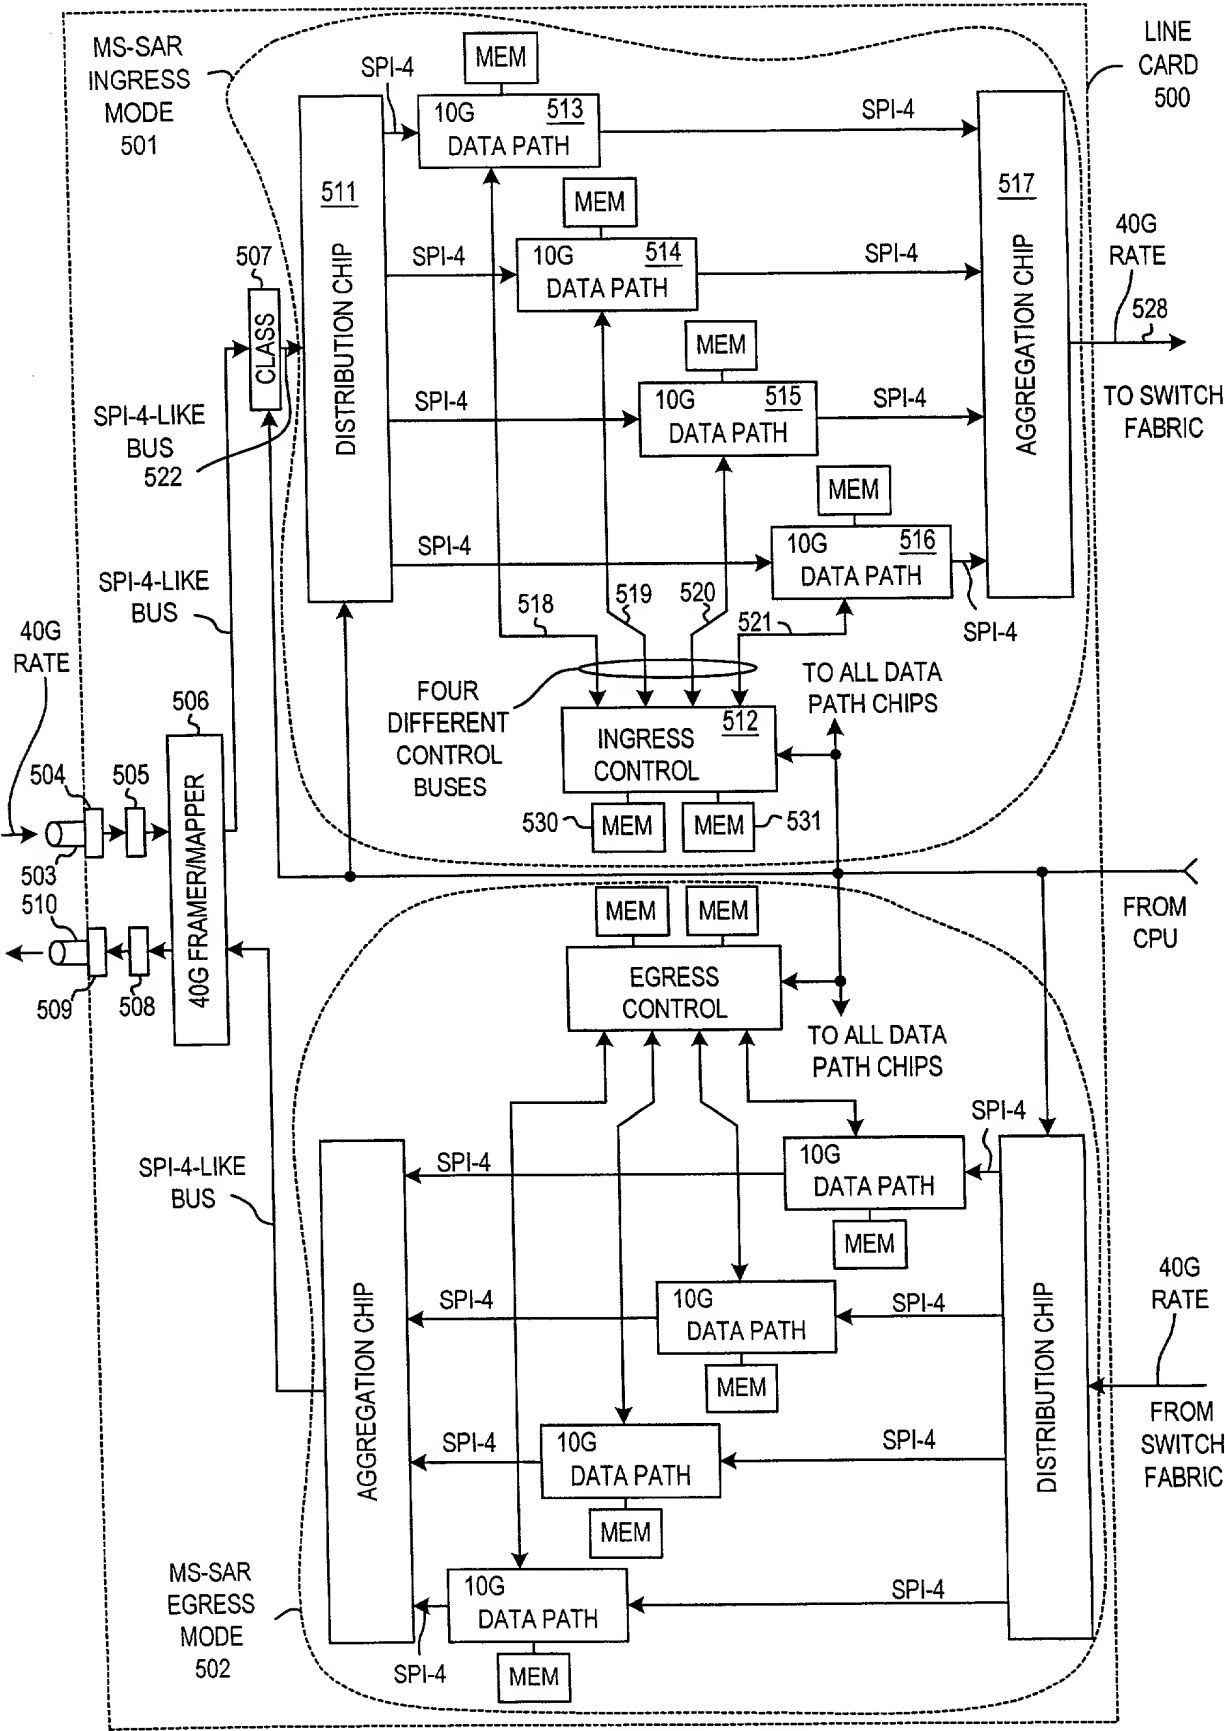 MS-SAR
INGRESS
MODE
501
LINE
CARD
500
MEM
SPI-4
10G 513
DATA PATH
SPI-4
511
DISTRIBUTION CHIP
MEM
SPI-4
10G 514
DATA PATH
SPI-4
517
AGGREGATION CHIP
40G
RATE
528
TO SWITCH
FABRIC
507
CLASS
MEM
SPI-4
10G 515
DATA PATH
SPI-4
SPI-4-LIKE
BUS
522
MEM
SPI-4
10G 516
DATA PATH
SPI-4
SPI-4-LIKE
BUS
518
519
520
521
40G
RATE
FOUR
DIFFERENT
CONTROL
BUSES
TO ALL DATA
PATH CHIPS
512
INGRESS
CONTROL
530
MEM
MEM
531
506
504
505
40G FRAMER/MAPPER
503
510
509
508
FROM
CPU
MEM
MEM
EGRESS
CONTROL
TO ALL DATA
PATH CHIPS
SPI-4-LIKE
BUS
SPI-4
10G
DATA PATH
SPI-4
MEM
AGGREGATION CHIP
SPI-4
10G
DATA PATH
SPI-4
MEM
DISTRIBUTION CHIP
40G
RATE
FROM
SWITCH
FABRIC
SPI-4
10G
DATA PATH
SPI-4
MEM
MS-SAR
EGRESS
MODE
502
10G
DATA PATH
SPI-4
SPI-4
MEM